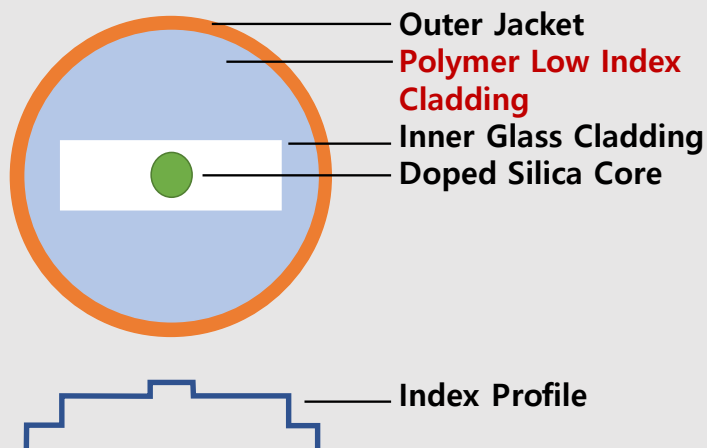 Outer Jacket
Polymer Low Index
Cladding
Inner Glass Cladding
Doped Silica Core
Index Profile